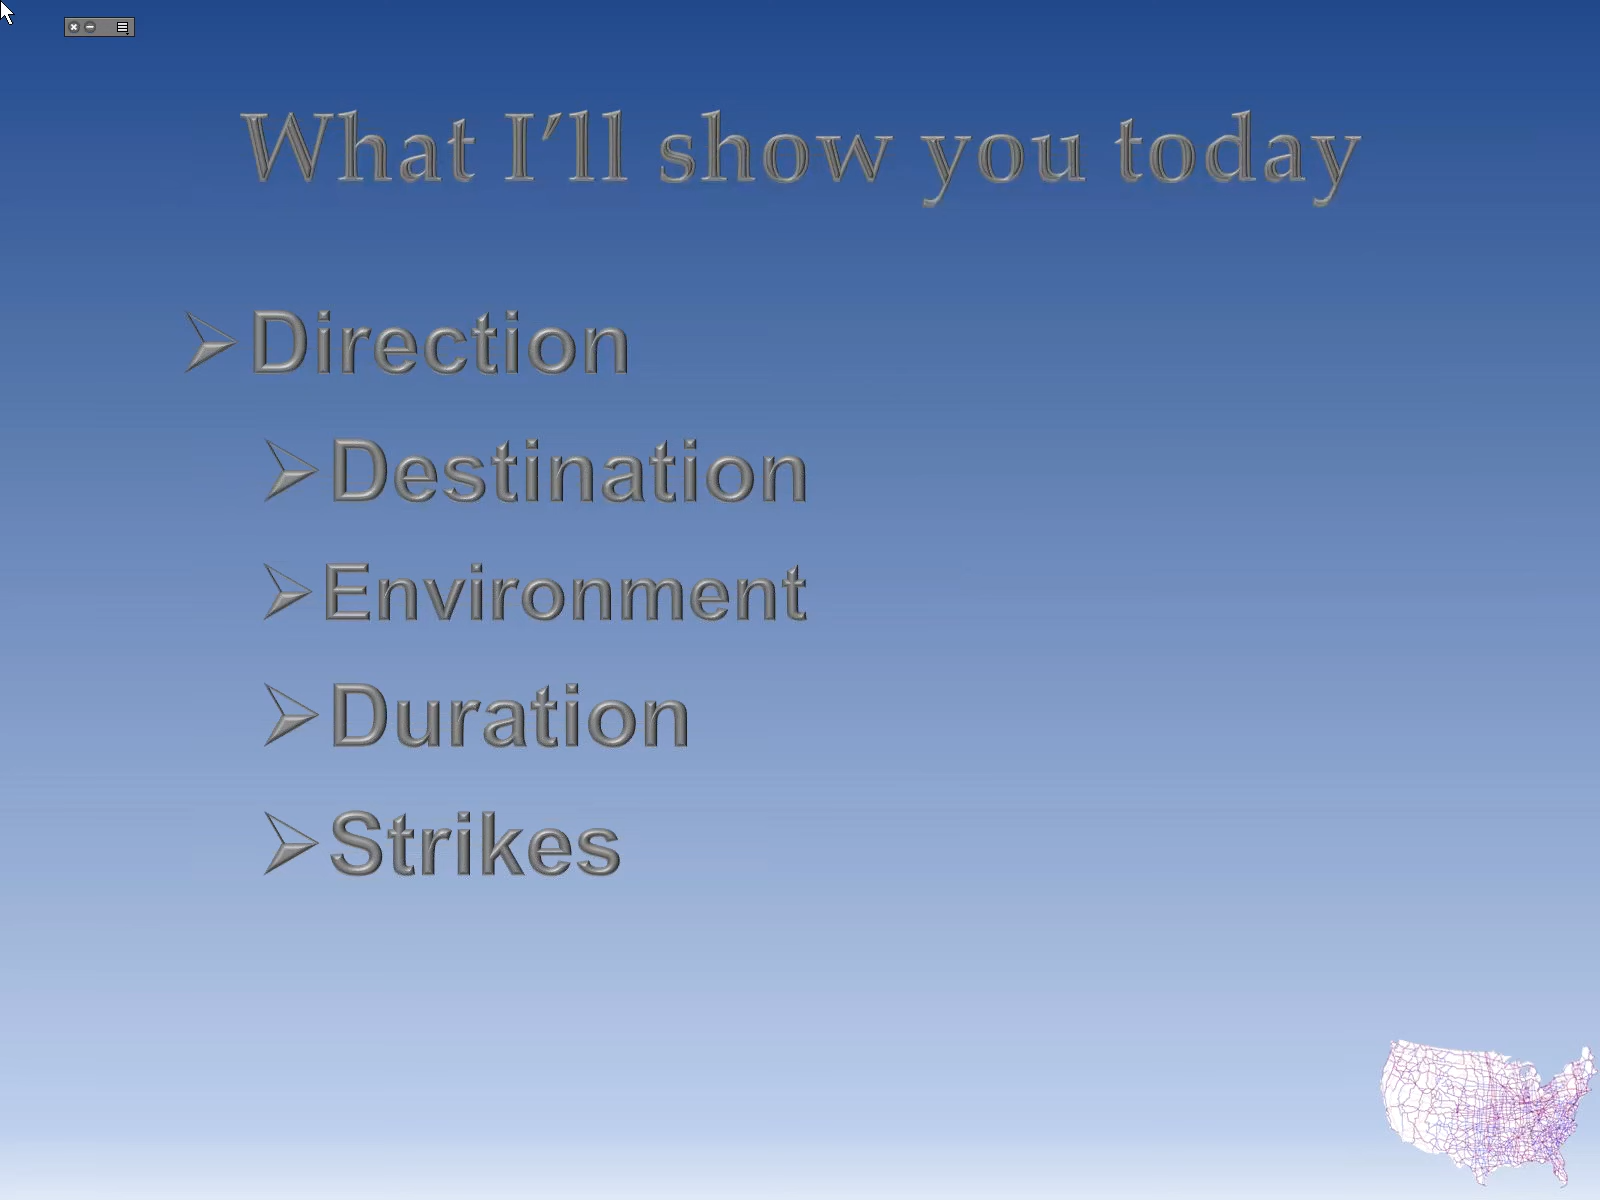 What I’ll show you today
➢Direction
➢Destination
➢Environment
➢Duration
➢Strikes